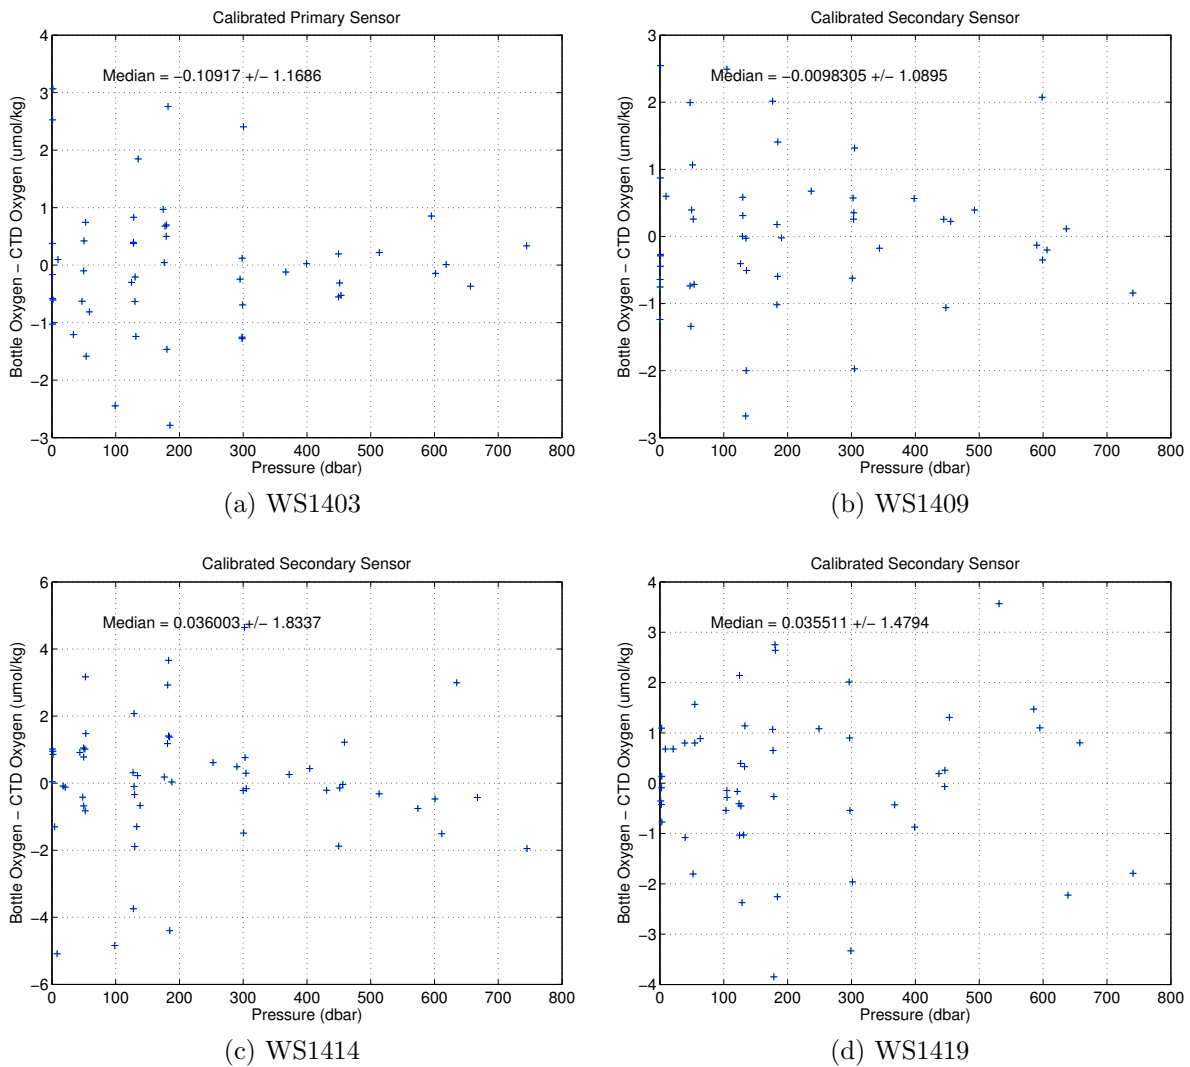 Calibrated Primary Sensor
4
3
2
1
0
−1
−2
−3
Bottle Oxygen − CTD Oxygen (umol/kg)
Median = −0.10917 +/− 1.1686
0 100 200 300 400 500 600 700 800
Pressure (dbar)
(a) WS1403
Calibrated Secondary Sensor
3
2
1
0
−1
−2
−3
Bottle Oxygen − CTD Oxygen (umol/kg)
Median = −0.0098305 +/− 1.0895
0 100 200 300 400 500 600 700 800
Pressure (dbar)
(b) WS1409
Calibrated Secondary Sensor
6
4
2
0
−2
−4
−6
Bottle Oxygen − CTD Oxygen (umol/kg)
Median = 0.036003 +/− 1.8337
0 100 200 300 400 500 600 700 800
Pressure (dbar)
(c) WS1414
Calibrated Secondary Sensor
4
3
2
1
0
−1
−2
−3
−4
Bottle Oxygen − CTD Oxygen (umol/kg)
Median = 0.035511 +/− 1.4794
0 100 200 300 400 500 600 700 800
Pressure (dbar)
(d) WS1419